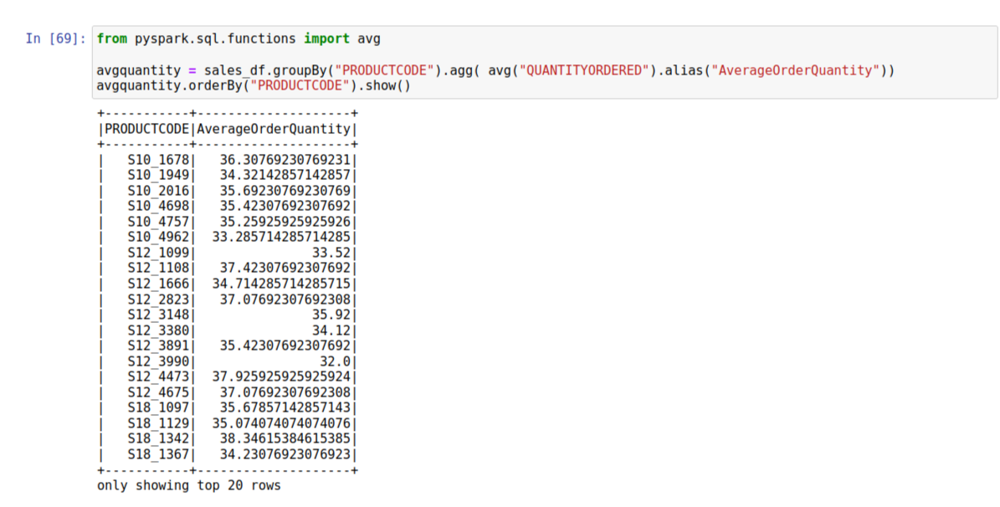 In [69]: from pyspark.sql.functions import avg
avgquantity = sales_df.groupBy("PRODUCTCODE").agg( avg("QUANTITYORDERED").alias("AverageOrderQuantity"))
avgquantity.orderBy("PRODUCTCODE").show()
+-----------+--------------------+
|PRODUCTCODE|AverageOrderQuantity|
+-----------+--------------------+
|   S10_1678|   36.30769230769231|
|   S10_1949|   34.32142857142857|
|   S10_2016|   35.69230769230769|
|   S10_4698|   35.42307692307692|
|   S10_4757|   35.25925925925926|
|   S10_4962|  33.285714285714285|
|   S12_1099|               33.52|
|   S12_1108|   37.42307692307692|
|   S12_1666|  34.714285714285715|
|   S12_2823|   37.07692307692308|
|   S12_3148|               35.92|
|   S12_3380|               34.12|
|   S12_3891|   35.42307692307692|
|   S12_3990|                32.0|
|   S12_4473|  37.925925925925924|
|   S12_4675|   37.07692307692308|
|   S18_1097|   35.67857142857143|
|   S18_1129|  35.074074074074076|
|   S18_1342|   38.34615384615385|
|   S18_1367|   34.23076923076923|
+-----------+--------------------+
only showing top 20 rows